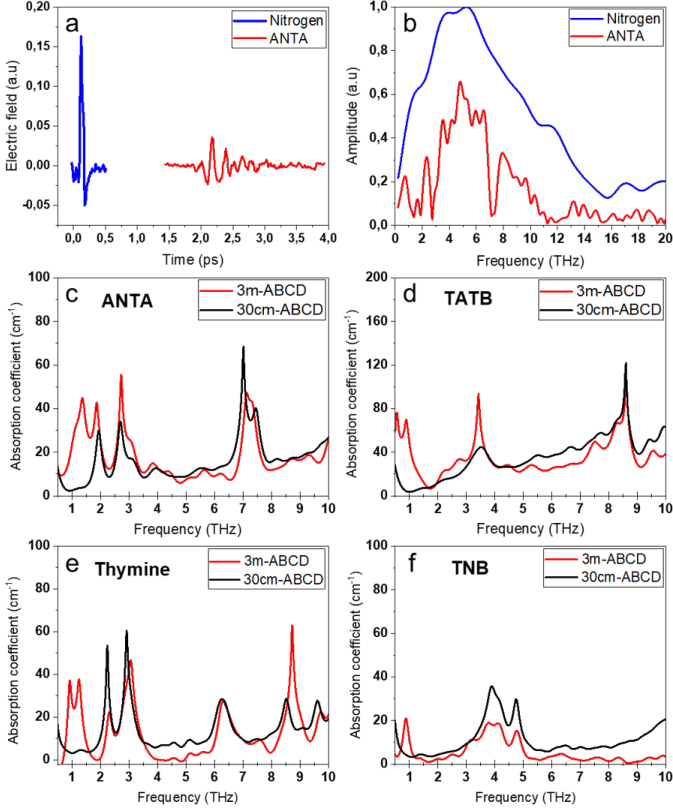 a
Nitrogen
ANTA
Electric field (a.u)
0,20
0,15
0,10
0,05
0,00
-0,05
0,0 0,5 2,0 2,5 3,0 3,5 4,0
Time (ps)
b
Nitrogen
ANTA
Amplitude (a.u)
1,0
0,8
0,6
0,4
0,2
0,0
0 2 4 6 8 10 12 14 16 18 20
Frequency (THz)
c
ANTA
3m-ABCD
30cm-ABCD
Absorption coefficient (cm-1)
100
80
60
40
20
0
1 2 3 4 5 6 7 8 9 10
Frequency (THz)
d
TATB
3m-ABCD
30cm-ABCD
Absorption coefficient (cm-1)
200
160
120
80
40
0
1 2 3 4 5 6 7 8 9 10
Frequency (THz)
e
Thymine
3m-ABCD
30cm-ABCD
Absorption coefficient (cm-1)
100
80
60
40
20
0
1 2 3 4 5 6 7 8 9 10
Frequency (THz)
f
TNB
3m-ABCD
30cm-ABCD
Absorption coefficient (cm-1)
100
80
60
40
20
0
1 2 3 4 5 6 7 8 9 10
Frequency (THz)